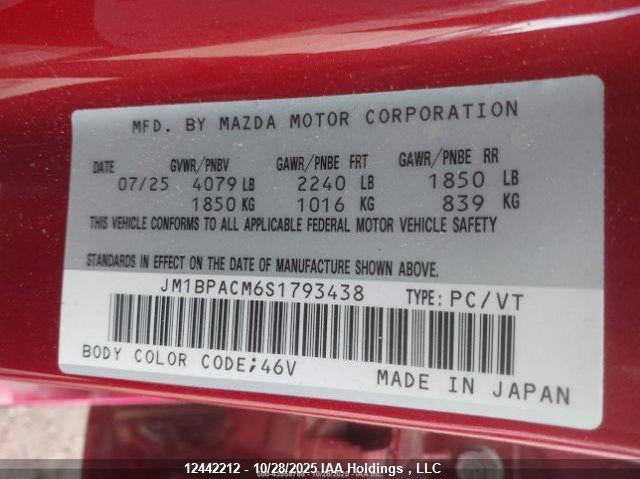 MFD. BY MAZDA MOTOR CORPORATION
DATE GVWR/PNBV GAWR/PNBE FRT GAWR/PNBE RR
07/25 4079 LB 2240 LB 1850 LB
1850 KG 1016 KG 839 KG
THIS VEHICLE CONFORMS TO ALL APPLICABLE FEDERAL MOTOR VEHICLE SAFETY
STANDARDS IN EFFECT ON THE DATE OF MANUFACTURE SHOWN ABOVE.
JM1BPACM6S1793438 TYPE: PC/VT
BODY COLOR CODE;46V
MADE IN JAPAN
12442212 - 10/28/2025 IAA Holdings , LLC